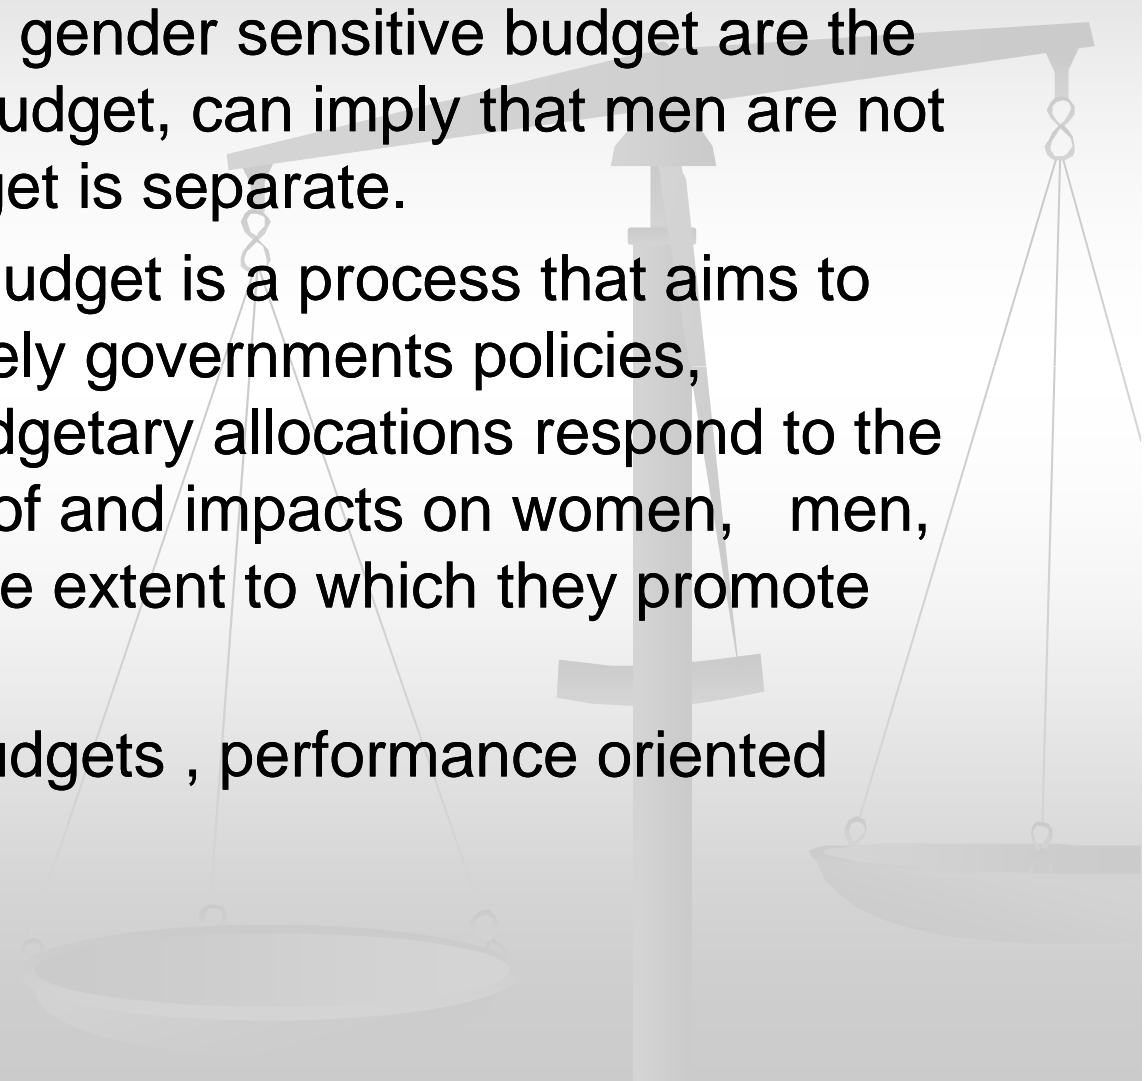 gender sensitive budget are the
udget, can imply that men are not
get is separate.
udget is a process that aims to
ely governments policies,
dgetary allocations respond to the
of and impacts on women, men,
e extent to which they promote
udgets , performance oriented